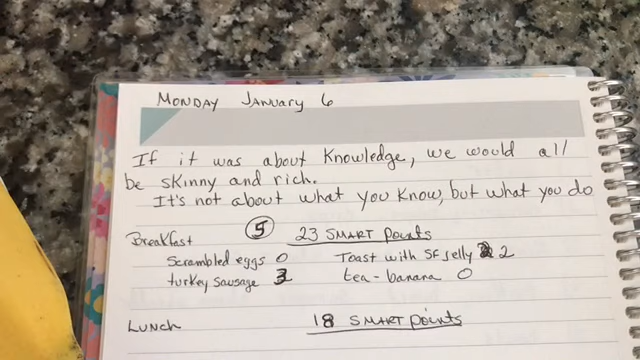 Monday January 6
If it was about Knowledge, we would all
be skinny and rich.
It's not about what you know, but what you do
5 23 Smart Points
Breakfast
Scrambled eggs 0 Toast with SF jelly 2
turkey sausage 3 tea - banana 0
Lunch 18 Smart Points